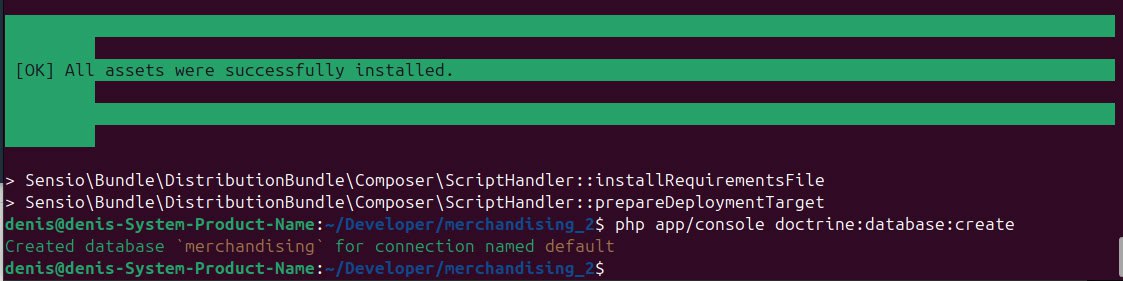 [OK] All assets were successfully installed.
> Sensio\Bundle\DistributionBundle\Composer\ScriptHandler::installRequirementsFile
> Sensio\Bundle\DistributionBundle\Composer\ScriptHandler::prepareDeploymentTarget
denis@denis-System-Product-Name:~/Developer/merchandising_2$ php app/console doctrine:database:create
Created database `merchandising` for connection named default
denis@denis-System-Product-Name:~/Developer/merchandising_2$